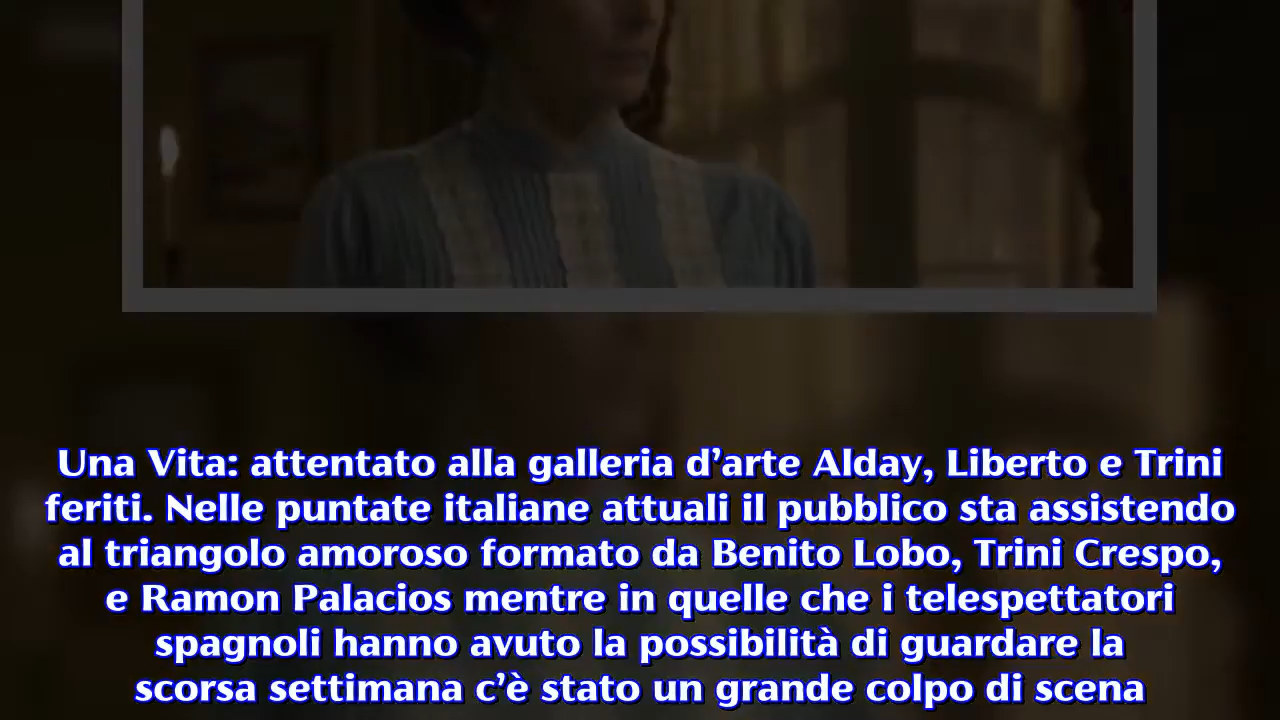 Una Vita: attentato alla galleria d’arte Alday, Liberto e Trini
feriti. Nelle puntate italiane attuali il pubblico sta assistendo
al triangolo amoroso formato da Benito Lobo, Trini Crespo,
e Ramon Palacios mentre in quelle che i telespettatori
spagnoli hanno avuto la possibilità di guardare la
scorsa settimana c’è stato un grande colpo di scena